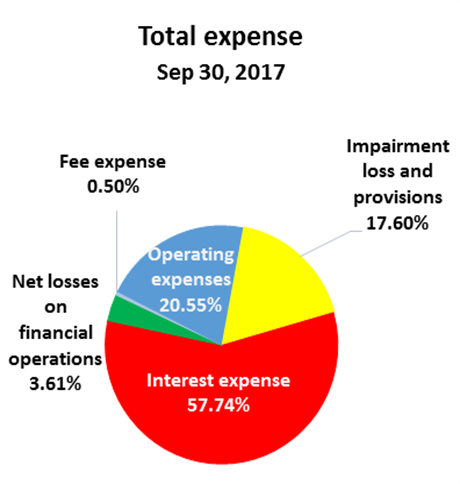 Total expense
Sep 30, 2017
Impairment
loss and
provisions
17.60%
Fee expense
0.50%
Operating
expenses
20.55%
Net losses
on
financial
operations
3.61%
Interest expense
57.74%